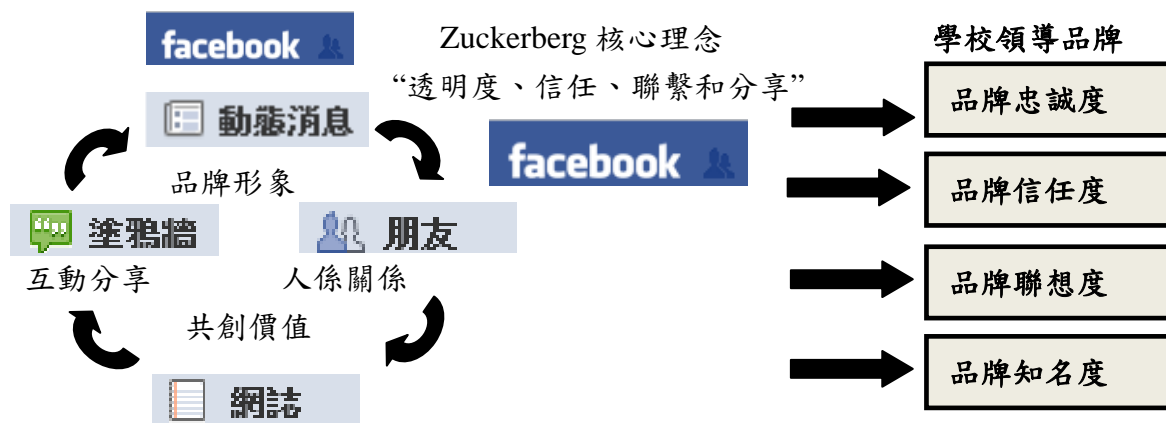 facebook
動態消息
品牌形象
塗鴉牆
朋友
互動分享
人係關係
共創價值
網誌
Zuckerberg 核心理念
“透明度、信任、聯繫和分享”
facebook
學校領導品牌
品牌忠誠度
品牌信任度
品牌聯想度
品牌知名度